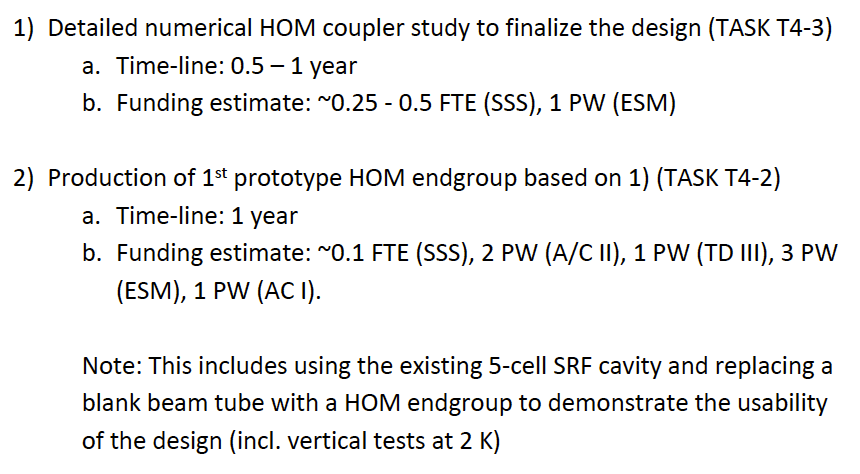 1) Detailed numerical HOM coupler study to finalize the design (TASK T4-3)
a. Time-line: 0.5 – 1 year
b. Funding estimate: ~0.25 - 0.5 FTE (SSS), 1 PW (ESM)
2) Production of 1st prototype HOM endgroup based on 1) (TASK T4-2)
a. Time-line: 1 year
b. Funding estimate: ~0.1 FTE (SSS), 2 PW (A/C II), 1 PW (TD III), 3 PW
(ESM), 1 PW (AC I).
Note: This includes using the existing 5-cell SRF cavity and replacing a
blank beam tube with a HOM endgroup to demonstrate the usability
of the design (incl. vertical tests at 2 K)